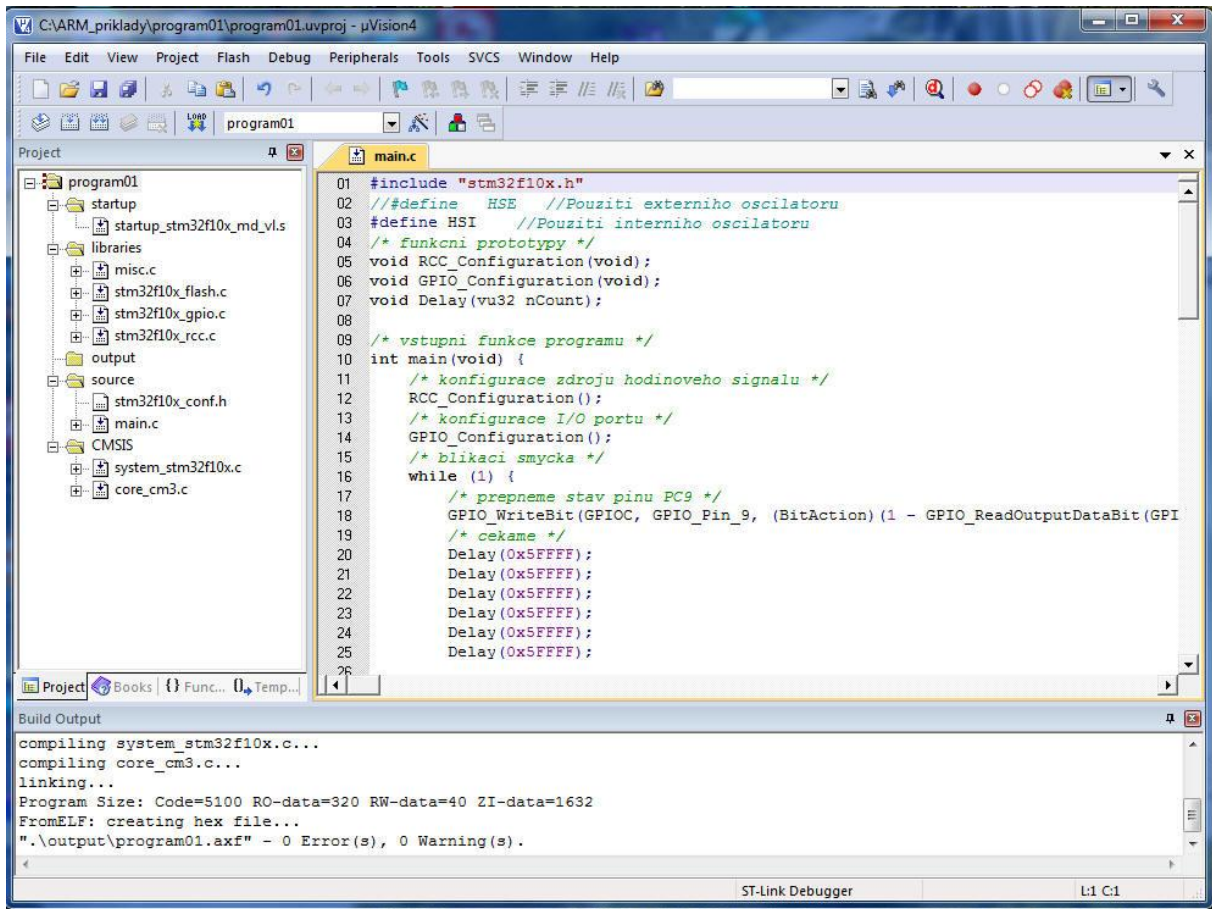 C:\ARM_priklady\program01\program01.uvproj - µVision4
File Edit View Project Flash Debug Peripherals Tools SVCS Window Help
LOAD program01
Project
program01
startup
startup_stm32f10x_md_vl.s
libraries
misc.c
stm32f10x_flash.c
stm32f10x_gpio.c
stm32f10x_rcc.c
output
source
stm32f10x_conf.h
main.c
CMSIS
system_stm32f10x.c
core_cm3.c
Project Books {} Func... Temp...
main.c
01 #include "stm32f10x.h"
02 //#define HSE //Pouziti externiho oscilatoru
03 #define HSI //Pouziti interniho oscilatoru
04 /* funkcni prototypy */
05 void RCC_Configuration(void);
06 void GPIO_Configuration(void);
07 void Delay(vu32 nCount);
08
09 /* vstupni funkce programu */
10 int main(void) {
11 /* konfigurace zdroju hodinoveho signalu */
12 RCC_Configuration();
13 /* konfigurace I/O portu */
14 GPIO_Configuration();
15 /* blikaci smycka */
16 while (1) {
17 /* prepneme stav pinu PC9 */
18 GPIO_WriteBit(GPIOC, GPIO_Pin_9, (BitAction)(1 - GPIO_ReadOutputDataBit(GPI
19 /* cekame */
20 Delay(0x5FFFF);
21 Delay(0x5FFFF);
22 Delay(0x5FFFF);
23 Delay(0x5FFFF);
24 Delay(0x5FFFF);
25 Delay(0x5FFFF);
26
Build Output
compiling system_stm32f10x.c...
compiling core_cm3.c...
linking...
Program Size: Code=5100 RO-data=320 RW-data=40 ZI-data=1632
FromELF: creating hex file...
".\output\program01.axf" - 0 Error(s), 0 Warning(s).
ST-Link Debugger L:1 C:1